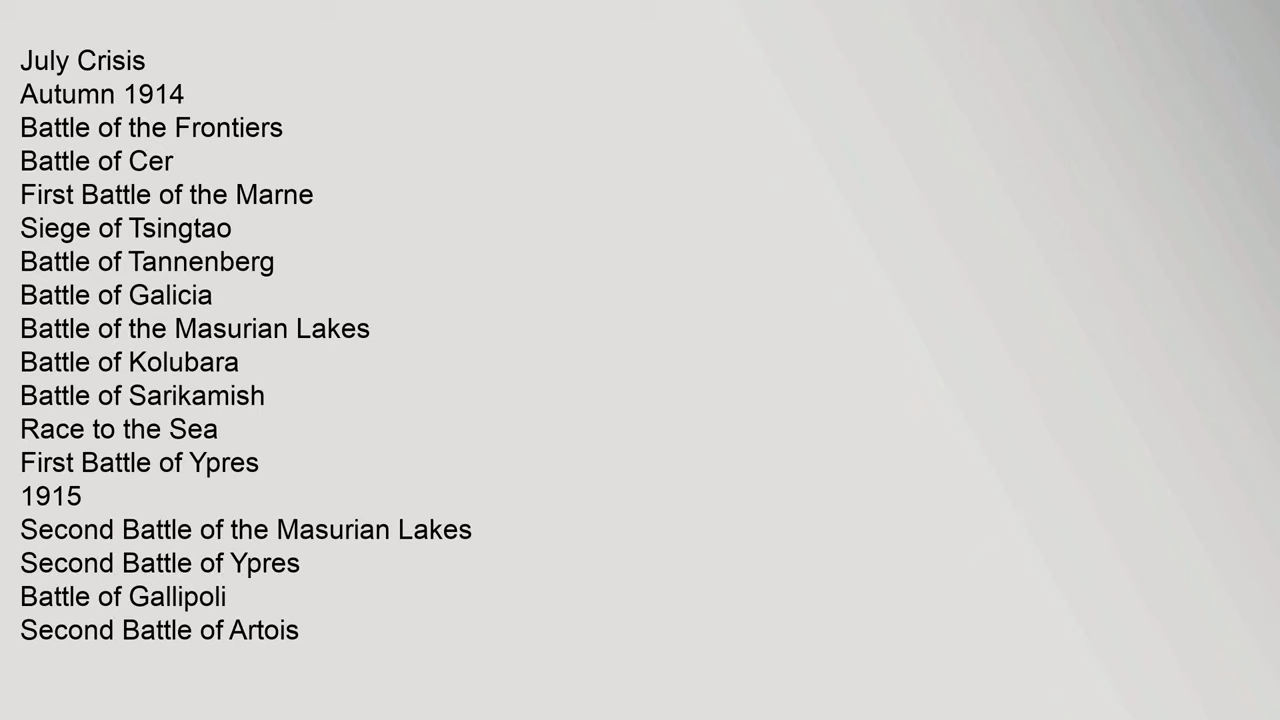 July Crisis
Autumn 1914
Battle of the Frontiers
Battle of Cer
First Battle of the Marne
Siege of Tsingtao
Battle of Tannenberg
Battle of Galicia
Battle of the Masurian Lakes
Battle of Kolubara
Battle of Sarikamish
Race to the Sea
First Battle of Ypres
1915
Second Battle of the Masurian Lakes
Second Battle of Ypres
Battle of Gallipoli
Second Battle of Artois